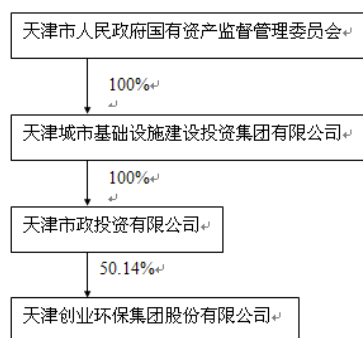 天津市人民政府国有资产监督管理委员会↵
100%↵
↵
天津城市基础设施建设投资集团有限公司↵
100%↵
↵
天津市政投资有限公司↵
50.14%↵
天津创业环保集团股份有限公司↵